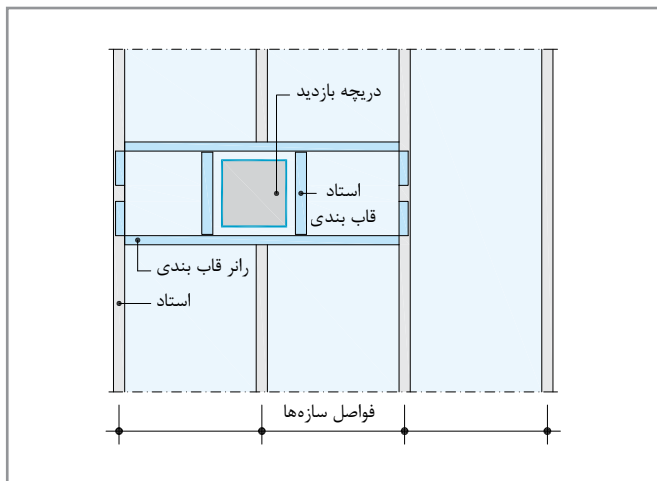 دریچه بازدید
استاد
قاب بندی
رانر قاب بندی
استاد
فواصل سازه‌ها